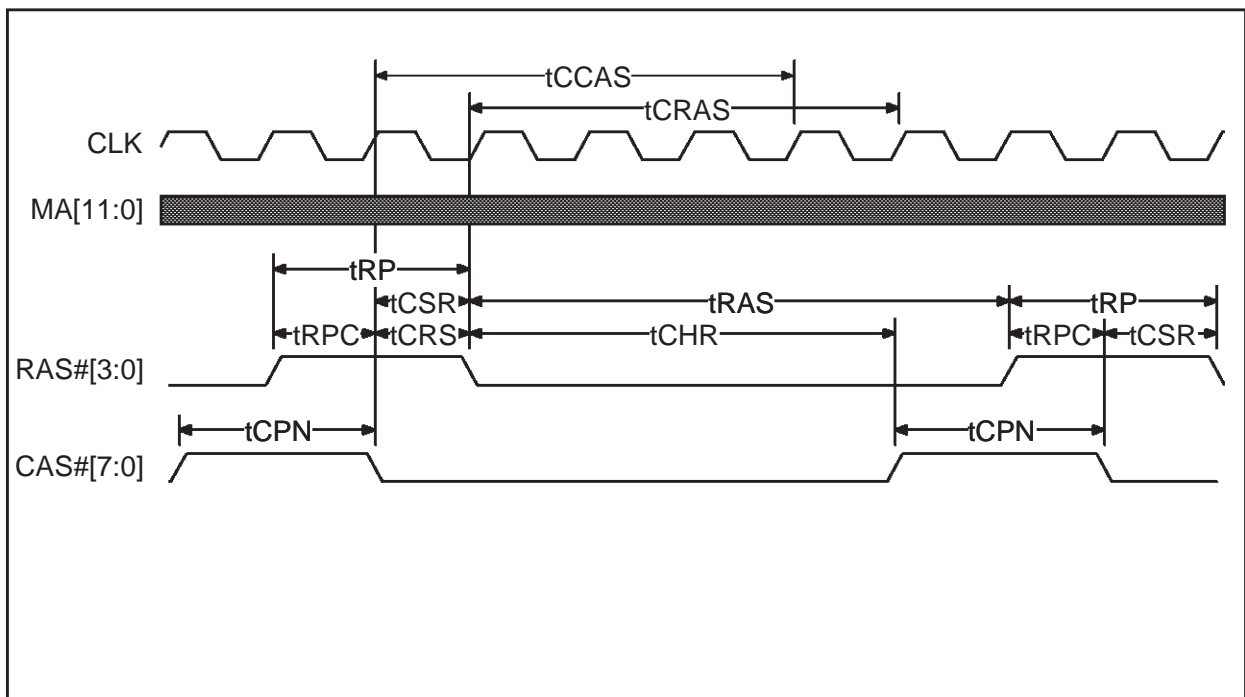 tCCAS
tCRAS
CLK
MA[11:0]
tRP
tCSR tRAS tRP
tRPC tCRS tCHR tRPC tCSR
RAS#[3:0]
tCPN tCPN
CAS#[7:0]